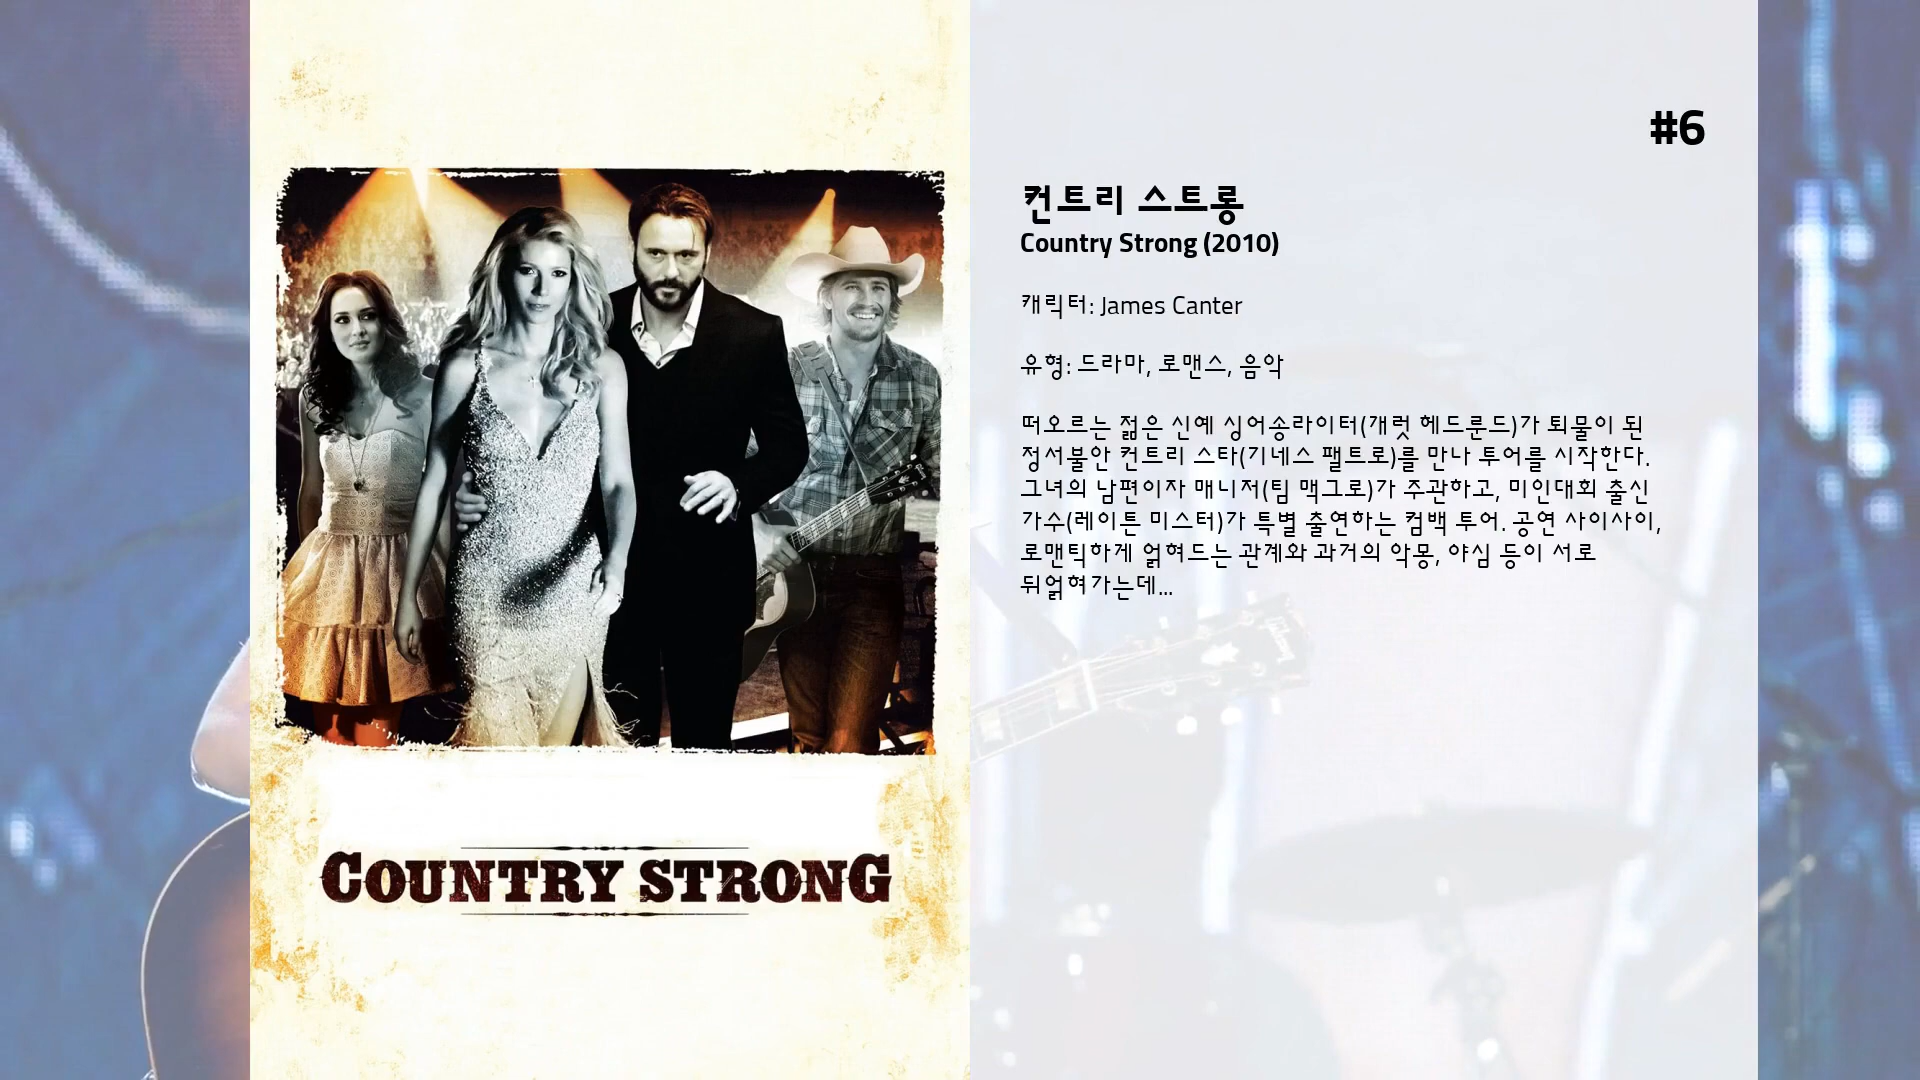 #6
컨트리 스트롱
Country Strong (2010)
캐릭터: James Canter
유형: 드라마, 로맨스, 음악
떠오르는 젊은 신예 싱어송라이터(개럿 헤드룬드)가 퇴물이 된
정서불안 컨트리 스타(기네스 팰트로)를 만나 투어를 시작한다.
그녀의 남편이자 매니저(팀 맥그로)가 주관하고, 미인대회 출신
가수(레이튼 미스터)가 특별 출연하는 컴백 투어. 공연 사이사이,
로맨틱하게 얽혀드는 관계와 과거의 악몽, 야심 등이 서로
뒤얽혀가는데...
COUNTRY STRONG
Gibson